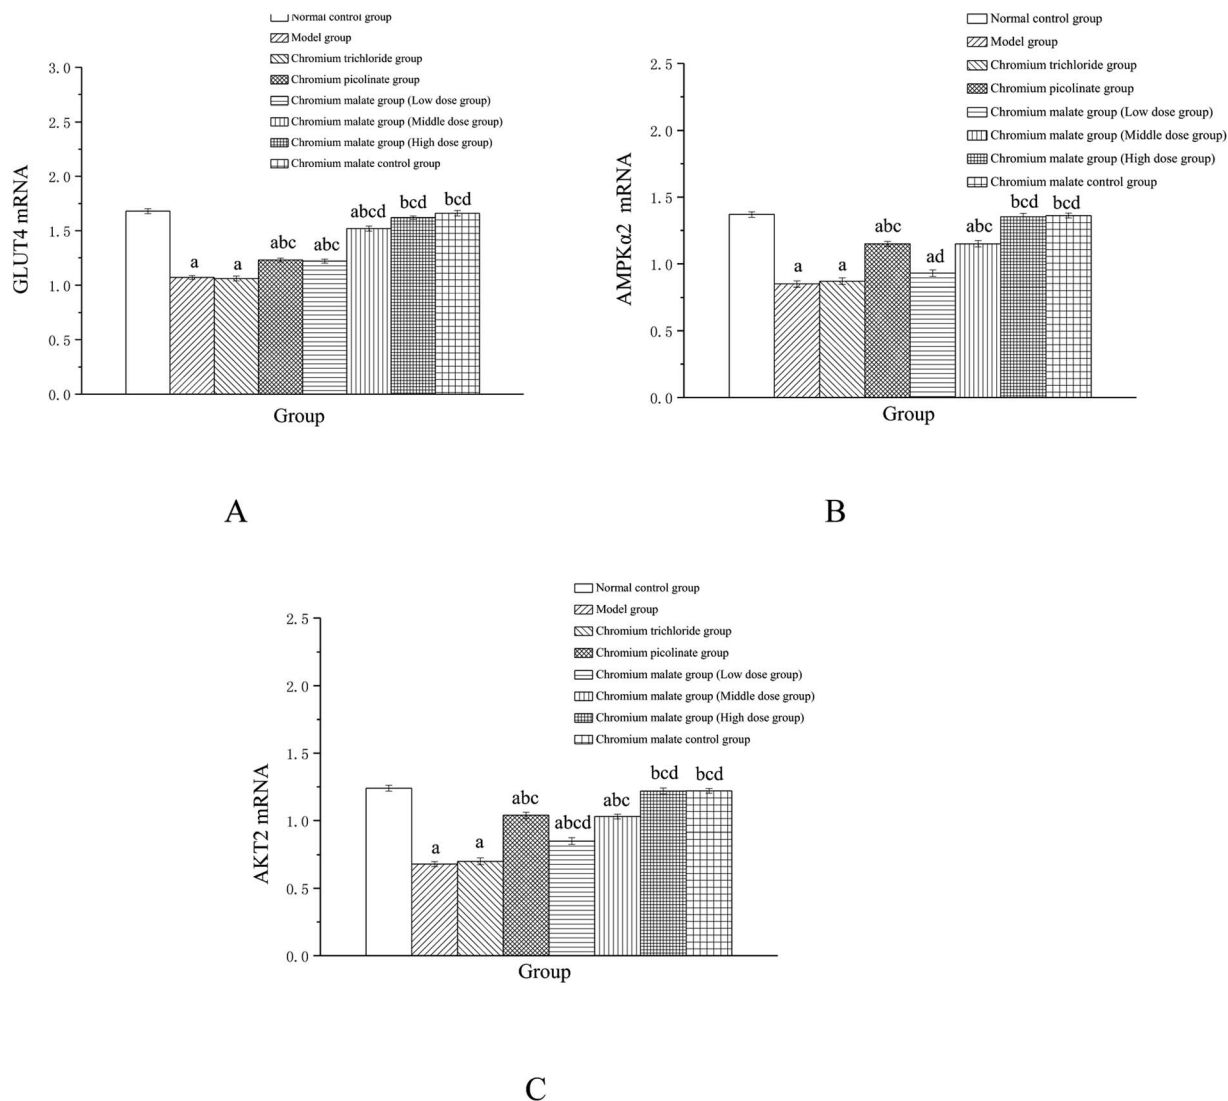 Normal control group
Model group
Chromium trichloride group
Chromium picolinate group
Chromium malate group (Low dose group)
Chromium malate group (Middle dose group)
Chromium malate group (High dose group)
Chromium malate control group
3.0
2.5
2.0
1.5
1.0
0.5
0.0
GLUT4 mRNA
a
a
abc
abc
abcd
bcd
bcd
Group
A
Normal control group
Model group
Chromium trichloride group
Chromium picolinate group
Chromium malate group (Low dose group)
Chromium malate group (Middle dose group)
Chromium malate group (High dose group)
Chromium malate control group
2.5
2.0
1.5
1.0
0.5
0.0
AMPKα2 mRNA
a
a
abc
ad
abc
bcd
bcd
Group
B
Normal control group
Model group
Chromium trichloride group
Chromium picolinate group
Chromium malate group (Low dose group)
Chromium malate group (Middle dose group)
Chromium malate group (High dose group)
Chromium malate control group
2.5
2.0
1.5
1.0
0.5
0.0
AKT2 mRNA
a
a
abc
abcd
abc
bcd
bcd
Group
C